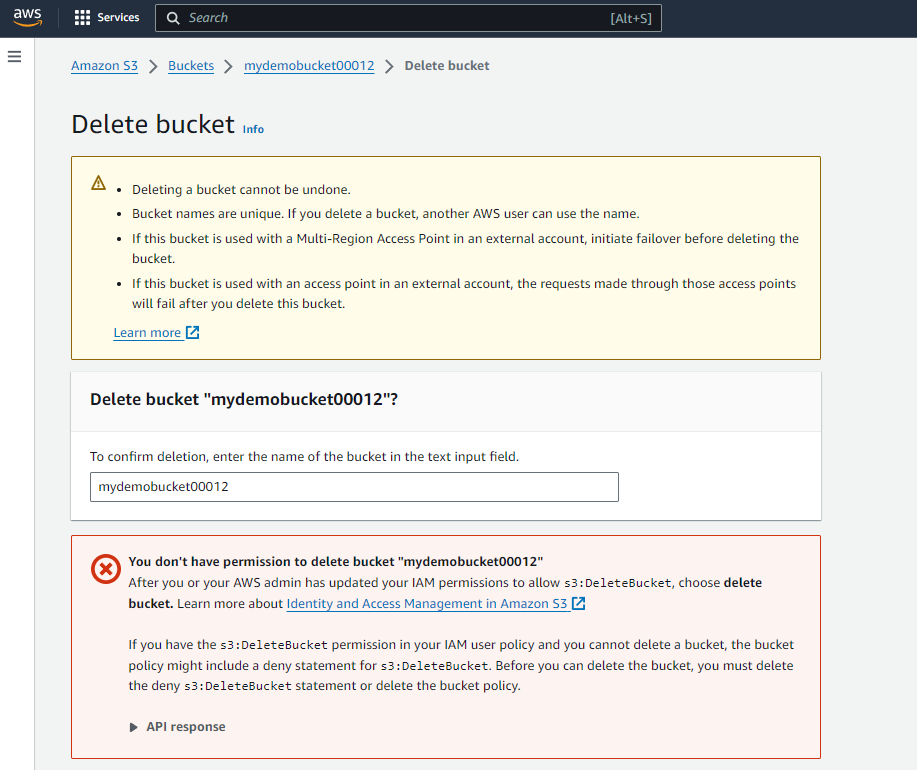 aws
Services
Search
[Alt+S]
Amazon S3
Buckets
mydemobucket00012
Delete bucket
Delete bucket Info
Deleting a bucket cannot be undone.
Bucket names are unique. If you delete a bucket, another AWS user can use the name.
If this bucket is used with a Multi-Region Access Point in an external account, initiate failover before deleting the
bucket.
If this bucket is used with an access point in an external account, the requests made through those access points
will fail after you delete this bucket.
Learn more
Delete bucket "mydemobucket00012"?
To confirm deletion, enter the name of the bucket in the text input field.
mydemobucket00012
You don't have permission to delete bucket "mydemobucket00012"
After you or your AWS admin has updated your IAM permissions to allow s3:DeleteBucket, choose delete
bucket. Learn more about Identity and Access Management in Amazon S3
If you have the s3:DeleteBucket permission in your IAM user policy and you cannot delete a bucket, the bucket
policy might include a deny statement for s3:DeleteBucket. Before you can delete the bucket, you must delete
the deny s3:DeleteBucket statement or delete the bucket policy.
API response